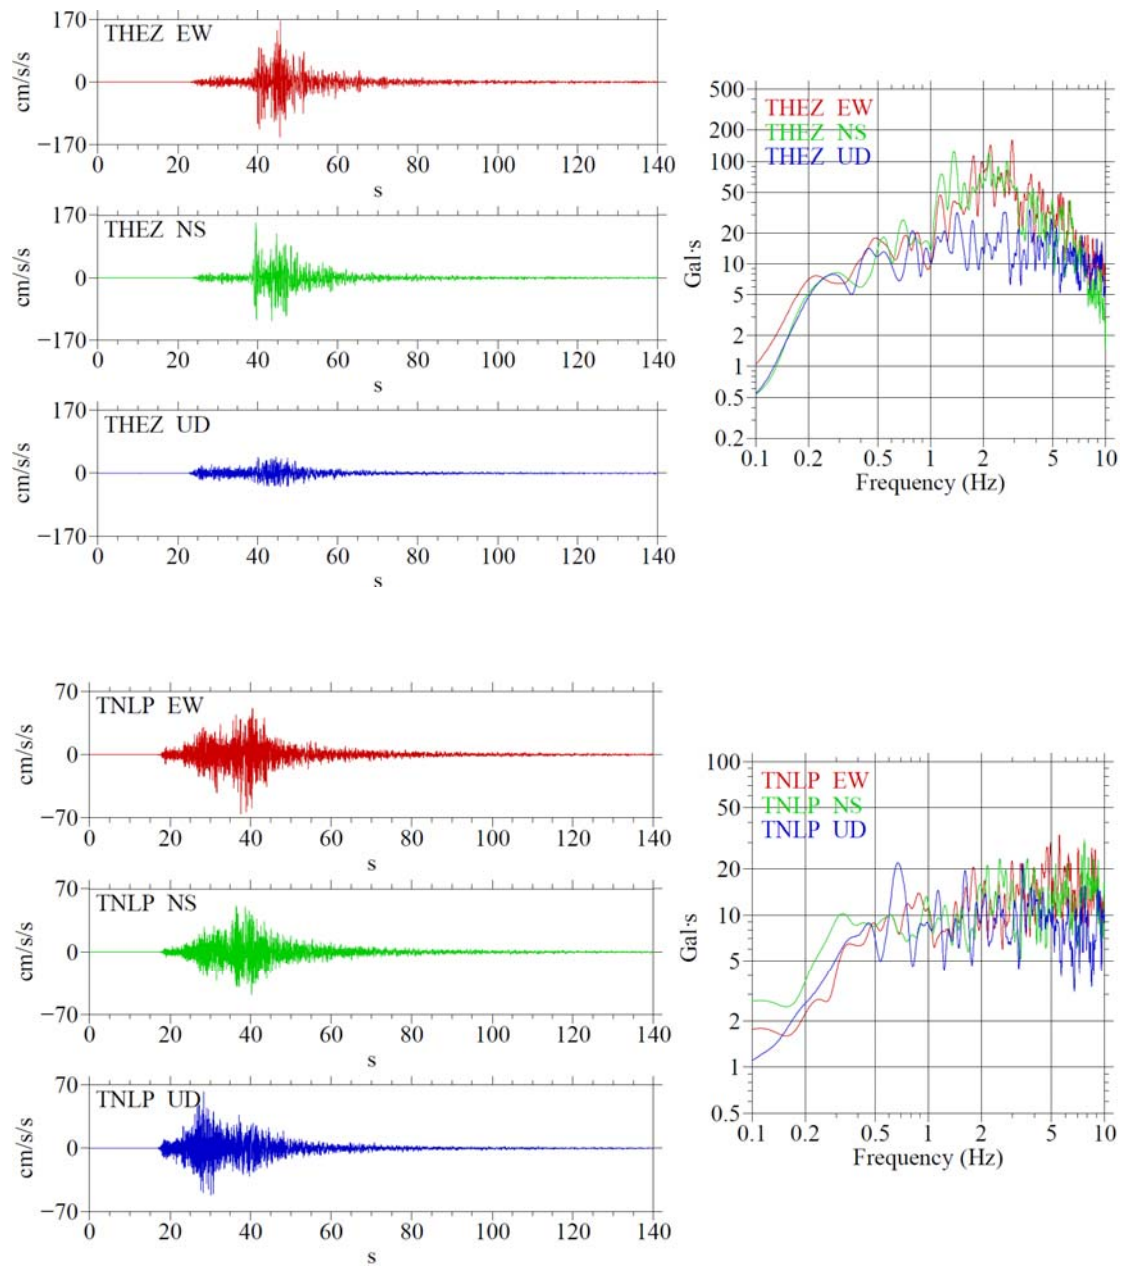 170
THEZ EW
cm/s/s
0
−170
0 20 40 60 80 100 120 140
s
170
THEZ NS
cm/s/s
0
−170
0 20 40 60 80 100 120 140
s
170
THEZ UD
cm/s/s
0
−170
0 20 40 60 80 100 120 140
s
500
THEZ EW
200
THEZ NS
100
THEZ UD
50
20
Gal·s
10
5
2
1
0.5
0.2
0.1 0.2 0.5 1 2 5 10
Frequency (Hz)
70
TNLP EW
cm/s/s
0
−70
0 20 40 60 80 100 120 140
s
70
TNLP NS
cm/s/s
0
−70
0 20 40 60 80 100 120 140
s
70
TNLP UD
cm/s/s
0
−70
0 20 40 60 80 100 120 140
s
100
TNLP EW
50
TNLP NS
TNLP UD
20
10
Gal·s
5
2
1
0.5
0.1 0.2 0.5 1 2 5 10
Frequency (Hz)